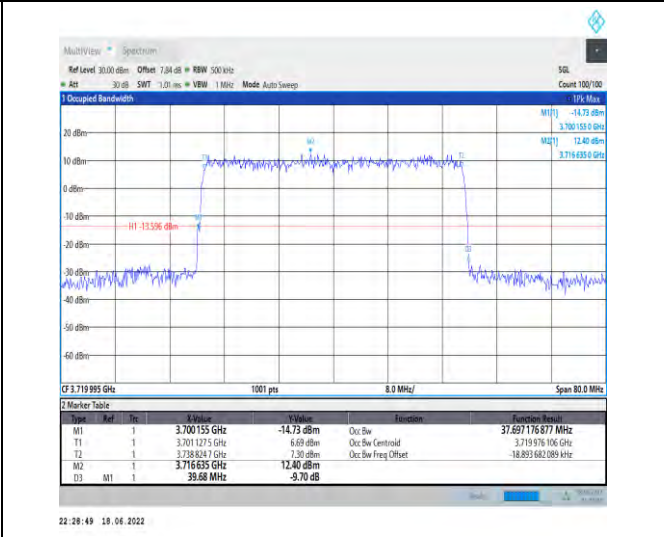 MultiView Spectrum
Ref Level 30.00 dBm Offset 7.84 dB RBW 500 kHz SGL
Att 30 dB SWT 1.01 ms VBW 1 MHz Mode Auto Sweep Count 100/100
1 Occupied Bandwidth 1Pk Max
M1[1] -14.73 dBm
3.700 155 0 GHz
M2[1] 12.40 dBm
3.716 635 0 GHz
20 dBm
M2
T1
T2
10 dBm
0 dBm
-10 dBm
M1
H1 -13.596 dBm
-20 dBm
D3
-30 dBm
-40 dBm
-50 dBm
-60 dBm
CF 3.719 995 GHz 1001 pts 8.0 MHz/ Span 80.0 MHz
2 Marker Table
Type Ref Trc X-Value Y-Value Function Function Result
M1 1 3.700 155 GHz -14.73 dBm Occ Bw 37.697 176 877 MHz
T1 1 3.701 127 5 GHz 6.69 dBm Occ Bw Centroid 3.719 976 106 GHz
T2 1 3.738 824 7 GHz 7.30 dBm Occ Bw Freq Offset -18.893 682 089 kHz
M2 1 3.716 635 GHz 12.40 dBm
D3 M1 1 39.68 MHz -9.70 dB
22:28:49 18.06.2022